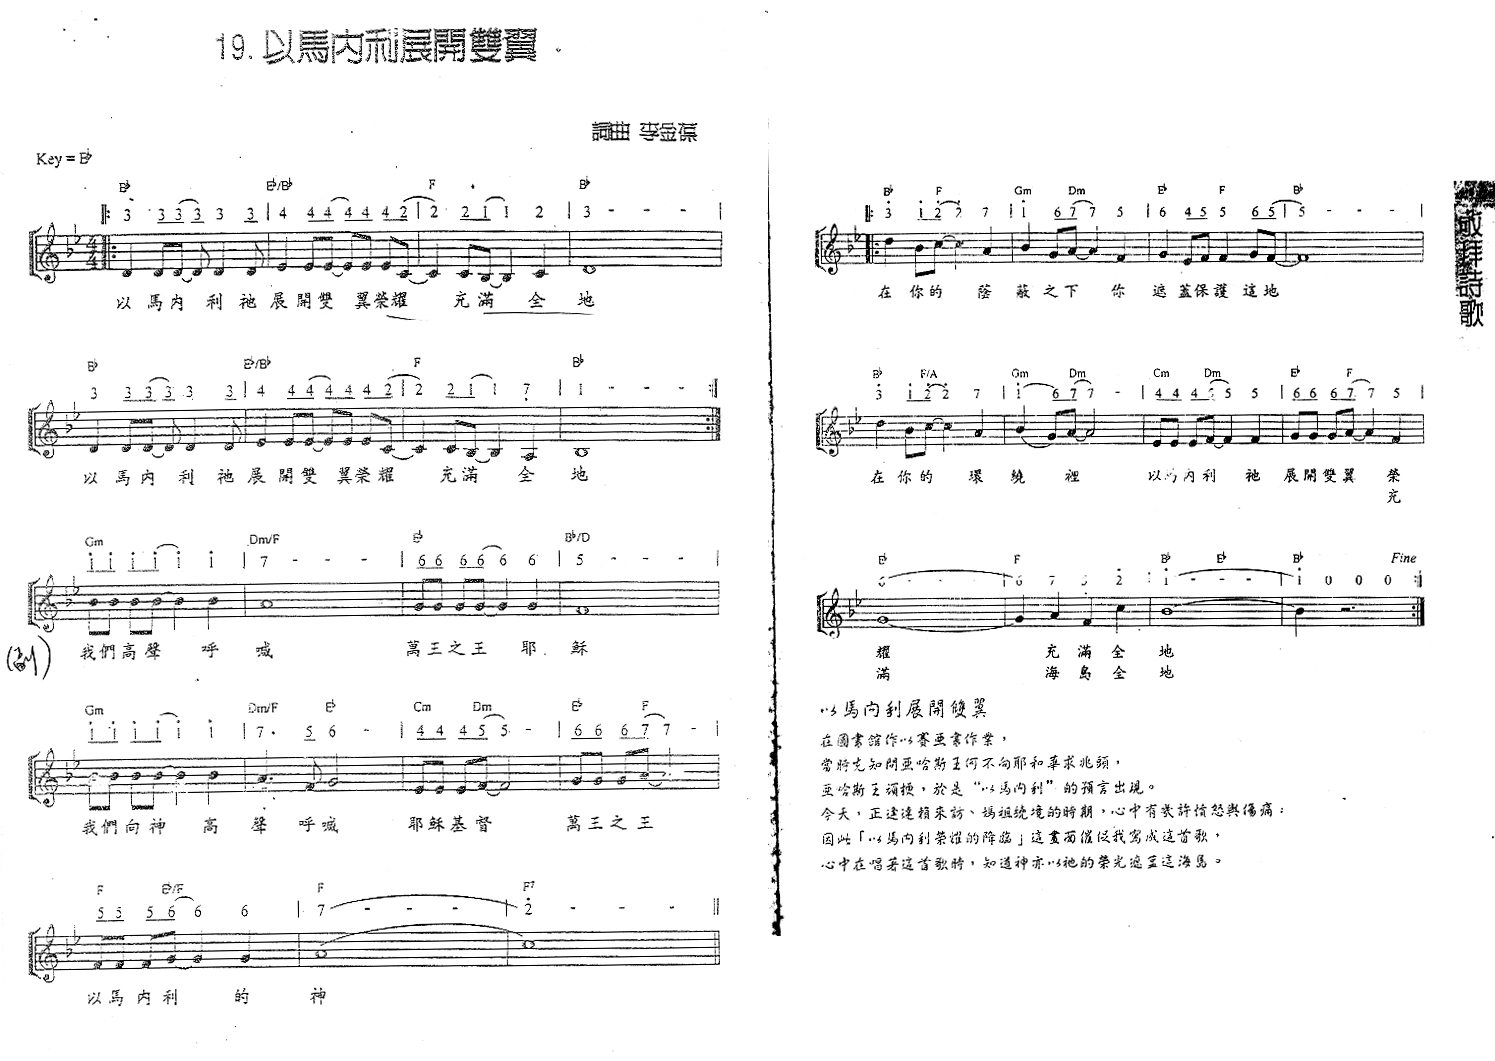 19. 以馬內利展開雙翼
詞曲 李金葆
Key = E♭
B♭ E♭/B♭ F B♭
3 3 3 3 3 3 3 | 4 4 4 4 4 4 2 | 2 2 1 1 2 | 3 - - - |
4/4
以馬內利祂展開雙翼榮耀 充滿全地
B♭ E♭/B♭ F B♭
3 3 3 3 3 3 3 | 4 4 4 4 4 4 2 | 2 2 1 1 7 | 1 - - - :|
以馬內利祂展開雙翼榮耀 充滿 全地
Gm Dm/F E♭ B♭/D
1 1 1 1 1 1 | 7 - - - | 6 6 6 6 6 6 | 5 - - - |
(副)
我們高聲呼喊 萬王之王耶穌
Gm Dm/F E♭ Cm Dm E♭ F
1 1 1 1 1 1 | 7. 5 6 - | 4 4 4 5 5 - | 6 6 6 7 7 - |
我們向神高聲呼喊 耶穌基督 萬王之王
F E♭/F F F7
5 5 5 6 6 6 | 7 - - - | 2 - - - ||
以馬內利 的 神
B♭ F Gm Dm E♭ F B♭
|: 3 1 2 2 7 | 1 6 7 7 5 | 6 4 5 5 6 5 | 5 - - - |
在你的蔭蔽之下你遮蓋保護這地
B♭ F/A Gm Dm Cm Dm E♭ F
3 1 2 2 7 | 1 6 7 7 - | 4 4 4 5 5 5 | 6 6 6 7 7 5 |
在你的環繞裡 以馬內利祂展開雙翼榮
充
E♭ F B♭ E♭ B♭ Fine
6 - - - | 6 7 5 2 | 1 - - - | 1 0 0 0 :|
耀 充滿全地
滿 海島全地
以馬內利展開雙翼
在圖書館作以賽亞書作業，
當時先知問亞哈斯王何不向耶和華求兆頭，
亞哈斯王頑梗，於是“以馬內利”的預言出現。
今天，正逢達賴來訪、媽祖繞境的時期，心中有幾許憤怒與傷痛：
因此「以馬內利榮耀的降臨」這畫面催促我寫成這首歌，
心中在唱著這首歌時，知道神亦以祂的榮光遮蓋這海島。
敬拜詩歌